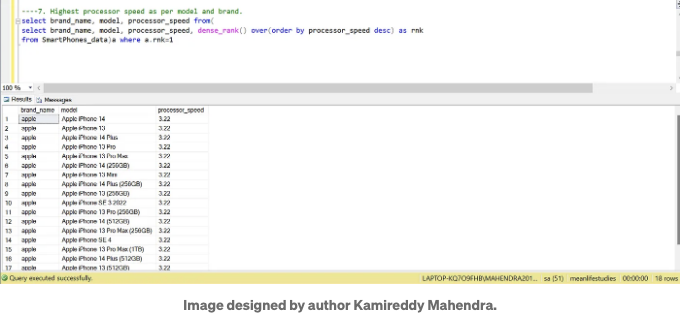 ----7. Highest processor speed as per model and brand.
select brand_name, model, processor_speed from(
select brand_name, model, processor_speed, dense_rank() over(order by processor_speed desc) as rnk
from SmartPhones_data)a where a.rnk=1
100 %
Results Messages
brand_name model processor_speed
1 apple Apple iPhone 14 3.22
2 apple Apple iPhone 13 3.22
3 apple Apple iPhone 14 Plus 3.22
4 apple Apple iPhone 13 Pro 3.22
5 apple Apple iPhone 13 Pro Max 3.22
6 apple Apple iPhone 14 (256GB) 3.22
7 apple Apple iPhone 13 Mini 3.22
8 apple Apple iPhone 14 Plus (256GB) 3.22
9 apple Apple iPhone 13 (256GB) 3.22
10 apple Apple iPhone SE 3 2022 3.22
11 apple Apple iPhone 13 Pro (256GB) 3.22
12 apple Apple iPhone 14 (512GB) 3.22
13 apple Apple iPhone 13 Pro Max (256GB) 3.22
14 apple Apple iPhone SE 4 3.22
15 apple Apple iPhone 13 Pro Max (1TB) 3.22
16 apple Apple iPhone 14 Plus (512GB) 3.22
17 apple Apple iPhone 13 (512GB) 3.22
Query executed successfully. LAPTOP-KQ7O9FHB\MAHENDRA201... sa (51) meanlifestudies 00:00:00 18 rows
Image designed by author Kamireddy Mahendra.